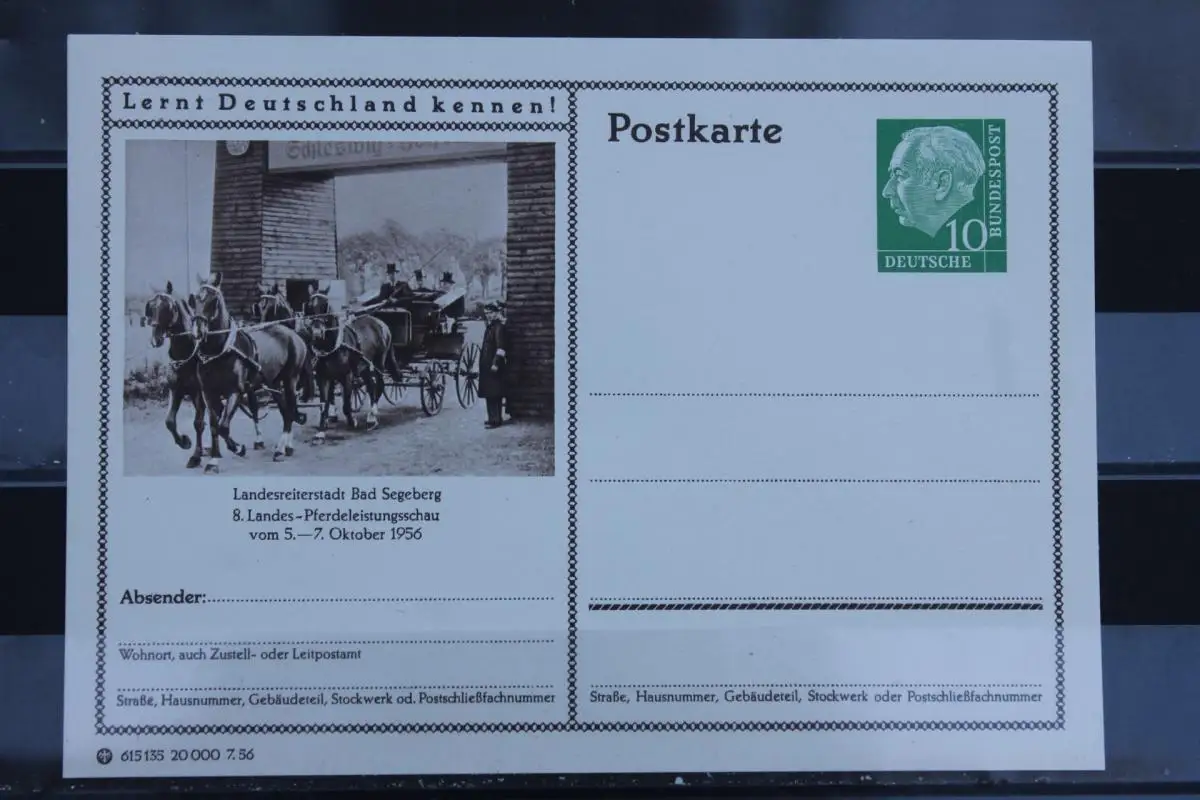 Lernt Deutschland kennen!
Schleswig-
Landesreiterstadt Bad Segeberg
8. Landes-Pferdeleistungsschau
vom 5.—7. Oktober 1956
Absender:
Wohnort, auch Zustell- oder Leitpostamt
Straße, Hausnummer, Gebäudeteil, Stockwerk od. Postschließfachnummer
615135 20 000 7.56
Postkarte
BUNDESPOST
10
DEUTSCHE
Straße, Hausnummer, Gebäudeteil, Stockwerk oder Postschließfachnummer